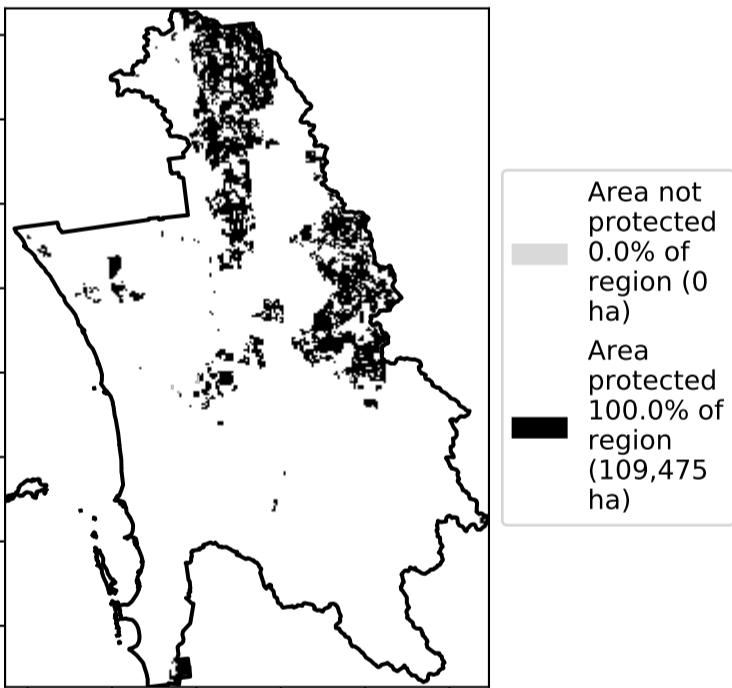 Area not
protected
0.0% of
region (0
ha)
Area
protected
100.0% of
region
(109,475
ha)